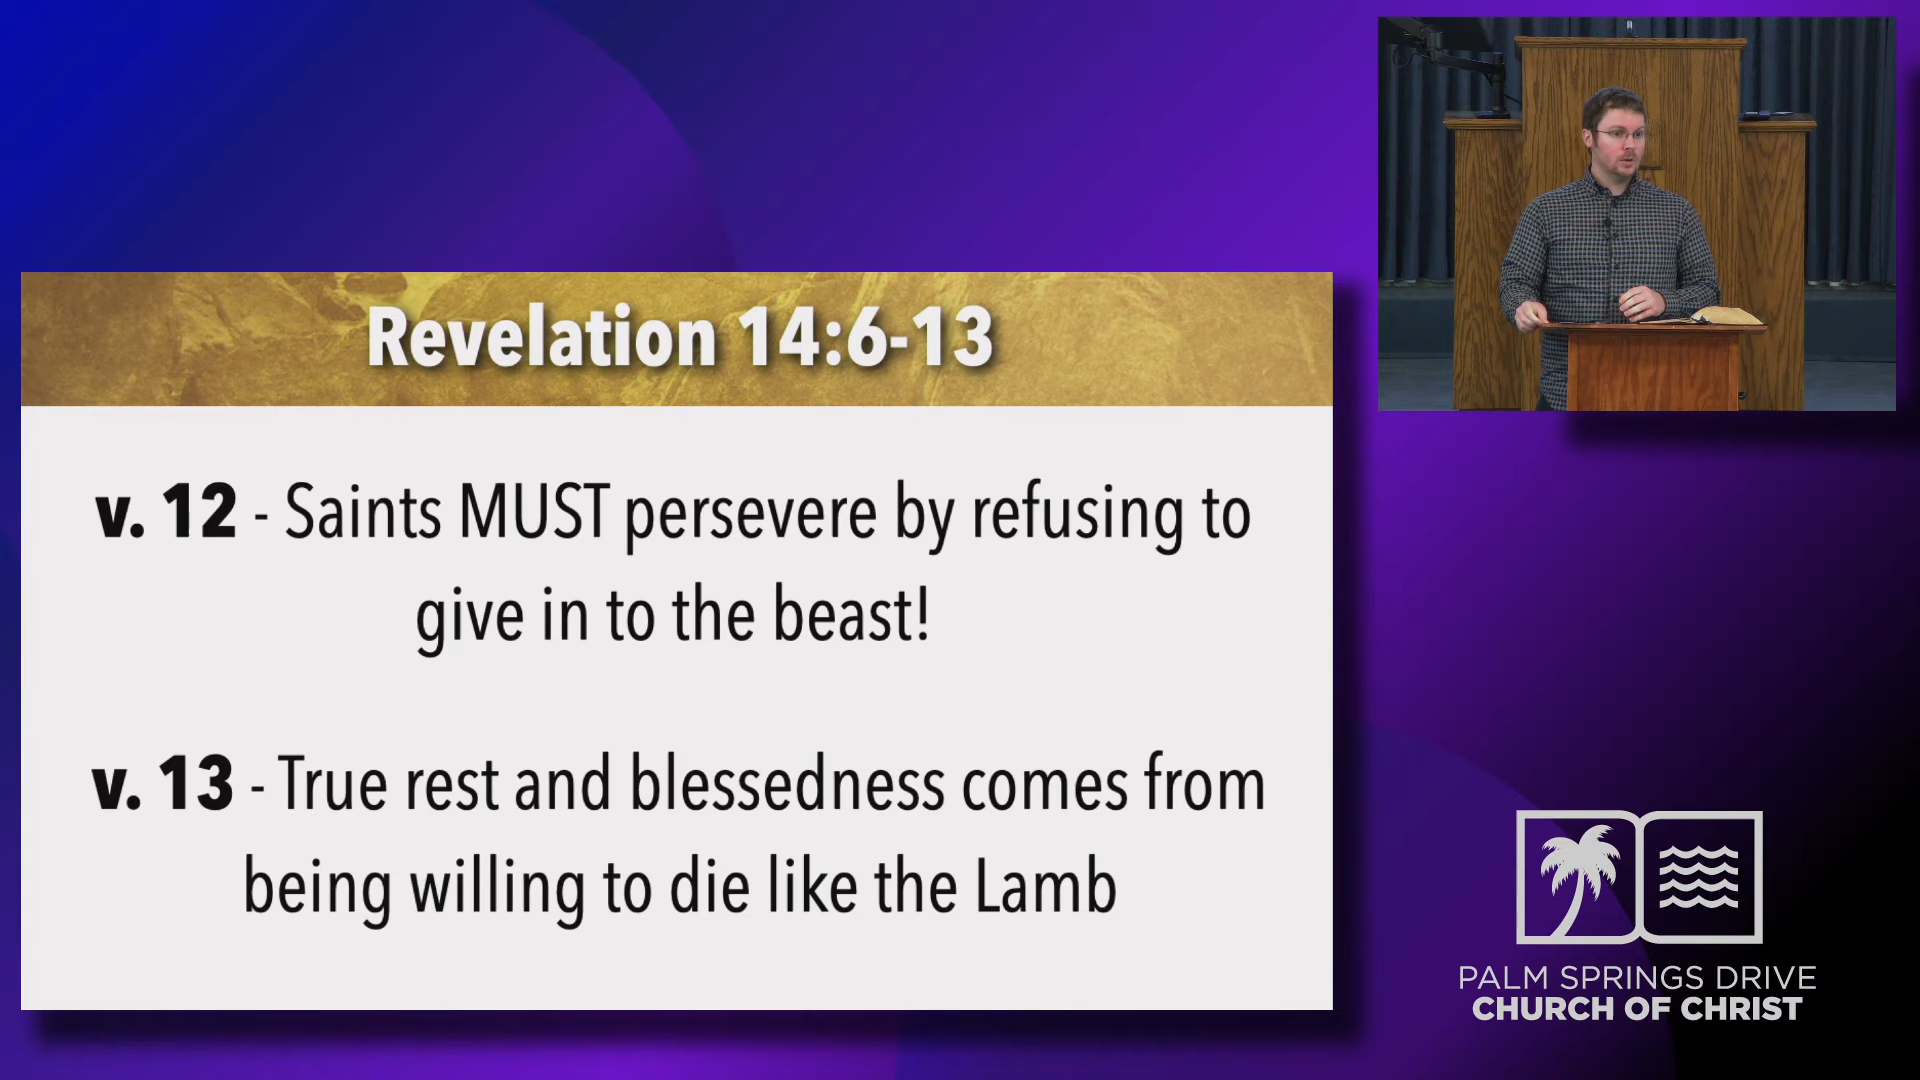 Revelation 14:6-13
v. 12 - Saints MUST persevere by refusing to
give in to the beast!
v. 13 - True rest and blessedness comes from
being willing to die like the Lamb
PALM SPRINGS DRIVE
CHURCH OF CHRIST